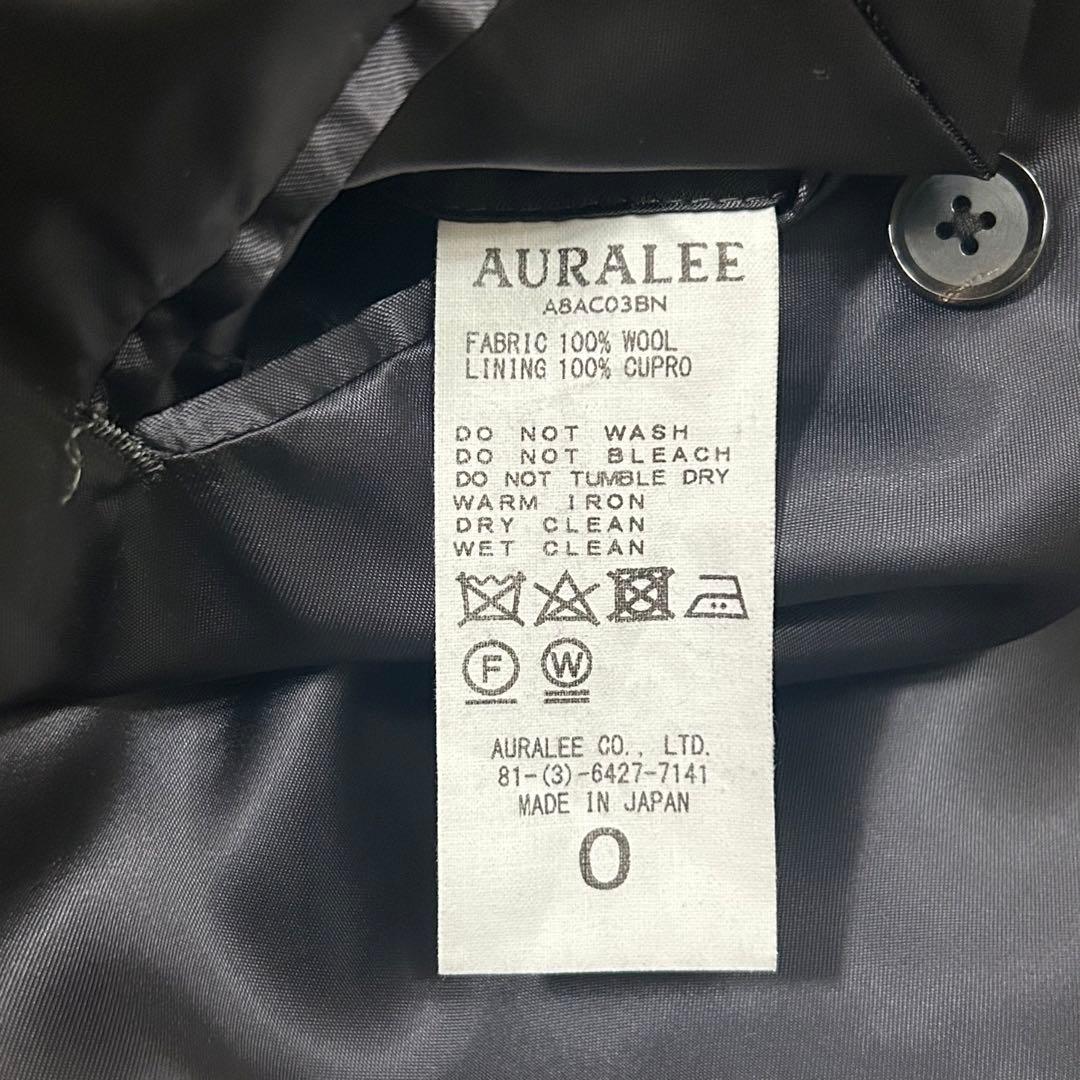 AURALEE
A8AC03BN
FABRIC 100% WOOL
LINING 100% CUPRO
DO NOT WASH
DO NOT BLEACH
DO NOT TUMBLE DRY
WARM IRON
DRY CLEAN
WET CLEAN
F W
AURALEE CO., LTD.
81-(3)-6427-7141
MADE IN JAPAN
0